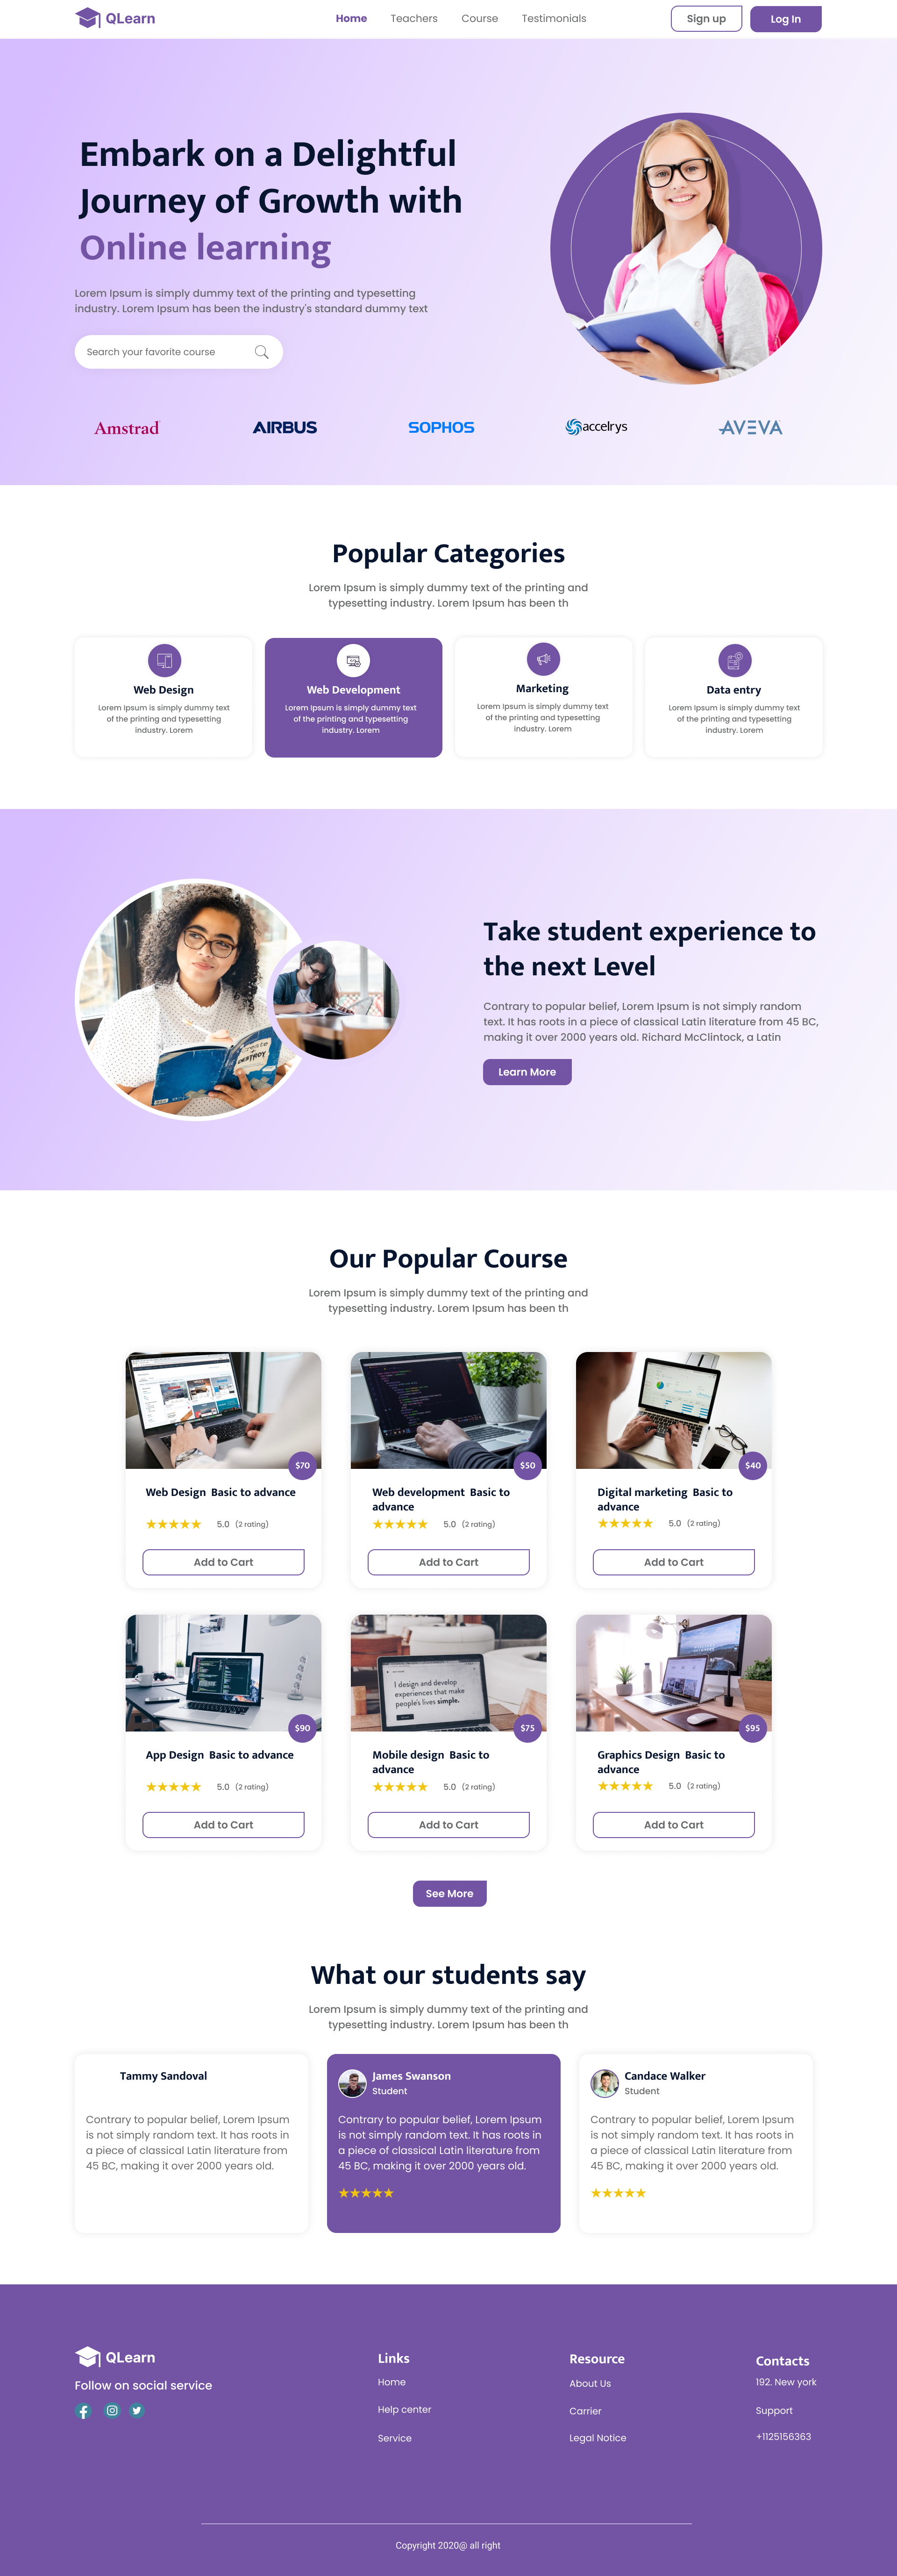 QLearn
Home Teachers Course Testimonials
Sign up
Log In
Embark on a Delightful
Journey of Growth with
Online learning
Lorem Ipsum is simply dummy text of the printing and typesetting
industry. Lorem Ipsum has been the industry's standard dummy text
Search your favorite course
Amstrad
AIRBUS
SOPHOS
accelrys
AVEVA
Popular Categories
Lorem Ipsum is simply dummy text of the printing and
typesetting industry. Lorem Ipsum has been th
Web Design
Lorem Ipsum is simply dummy text
of the printing and typesetting
industry. Lorem
Web Development
Lorem Ipsum is simply dummy text
of the printing and typesetting
industry. Lorem
Marketing
Lorem Ipsum is simply dummy text
of the printing and typesetting
industry. Lorem
Data entry
Lorem Ipsum is simply dummy text
of the printing and typesetting
industry. Lorem
DESTROY
Take student experience to
the next Level
Contrary to popular belief, Lorem Ipsum is not simply random
text. It has roots in a piece of classical Latin literature from 45 BC,
making it over 2000 years old. Richard McClintock, a Latin
Learn More
Our Popular Course
Lorem Ipsum is simply dummy text of the printing and
typesetting industry. Lorem Ipsum has been th
$70
Web Design Basic to advance
5.0 (2 rating)
Add to Cart
$50
Web development Basic to
advance
5.0 (2 rating)
Add to Cart
$40
Digital marketing Basic to
advance
5.0 (2 rating)
Add to Cart
$90
App Design Basic to advance
5.0 (2 rating)
Add to Cart
I design and develop
experiences that make
people's lives simple.
$75
Mobile design Basic to
advance
5.0 (2 rating)
Add to Cart
$95
Graphics Design Basic to
advance
5.0 (2 rating)
Add to Cart
See More
What our students say
Lorem Ipsum is simply dummy text of the printing and
typesetting industry. Lorem Ipsum has been th
Tammy Sandoval
Contrary to popular belief, Lorem Ipsum
is not simply random text. It has roots in
a piece of classical Latin literature from
45 BC, making it over 2000 years old.
James Swanson
Student
Contrary to popular belief, Lorem Ipsum
is not simply random text. It has roots in
a piece of classical Latin literature from
45 BC, making it over 2000 years old.
Candace Walker
Student
Contrary to popular belief, Lorem Ipsum
is not simply random text. It has roots in
a piece of classical Latin literature from
45 BC, making it over 2000 years old.
QLearn
Follow on social service
Links
Home
Help center
Service
Resource
About Us
Carrier
Legal Notice
Contacts
192. New york
Support
+1125156363
Copyright 2020@ all right